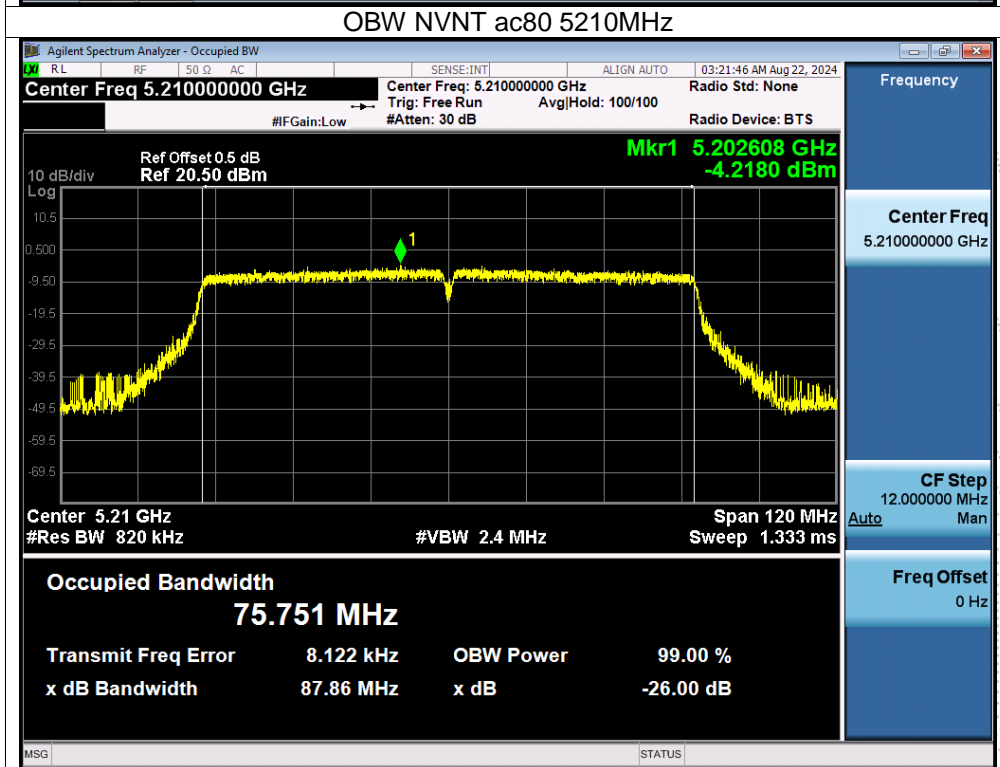 OBW NVNT ac80 5210MHz
Agilent Spectrum Analyzer - Occupied BW
LXI RL RF 50 Ω AC SENSE:INT ALIGN AUTO 03:21:46 AM Aug 22, 2024
Center Freq 5.210000000 GHz
Center Freq: 5.210000000 GHz Radio Std: None
Trig: Free Run Avg|Hold: 100/100
#IFGain:Low #Atten: 30 dB Radio Device: BTS
Frequency
Mkr1 5.202608 GHz
-4.2180 dBm
Ref Offset 0.5 dB
10 dB/div Ref 20.50 dBm
Log
10.5
0.500
-9.50
-19.5
-29.5
-39.5
-49.5
-59.5
-69.5
1
Center 5.21 GHz Span 120 MHz
#Res BW 820 kHz #VBW 2.4 MHz Sweep 1.333 ms
Center Freq
5.210000000 GHz
CF Step
12.000000 MHz
Auto Man
Freq Offset
0 Hz
Occupied Bandwidth
75.751 MHz
Transmit Freq Error 8.122 kHz OBW Power 99.00 %
x dB Bandwidth 87.86 MHz x dB -26.00 dB
MSG STATUS